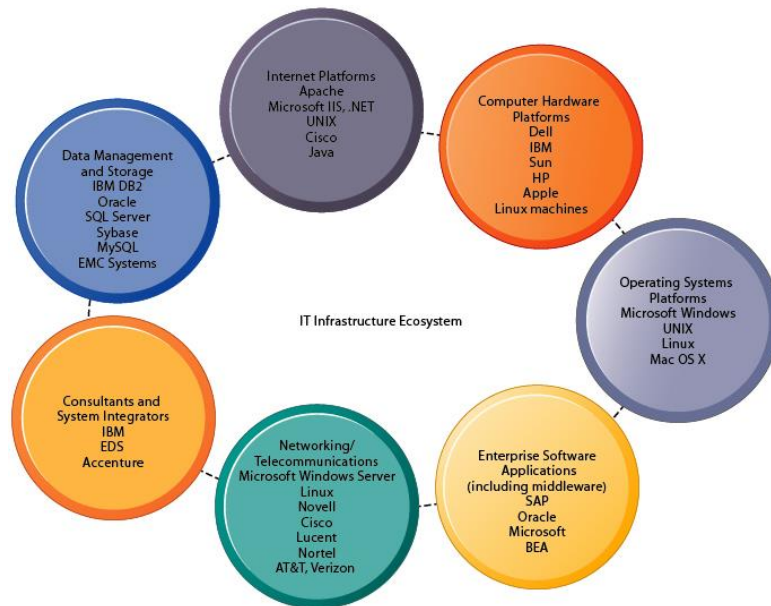 Internet Platforms
Apache
Microsoft IIS, .NET
UNIX
Cisco
Java
Computer Hardware
Platforms
Dell
IBM
Sun
HP
Apple
Linux machines
Operating Systems
Platforms
Microsoft Windows
UNIX
Linux
Mac OS X
Enterprise Software
Applications
(including middleware)
SAP
Oracle
Microsoft
BEA
Networking/
Telecommunications
Microsoft Windows Server
Linux
Novell
Cisco
Lucent
Nortel
AT&T, Verizon
Consultants and
System Integrators
IBM
EDS
Accenture
Data Management
and Storage
IBM DB2
Oracle
SQL Server
Sybase
MySQL
EMC Systems
IT Infrastructure Ecosystem